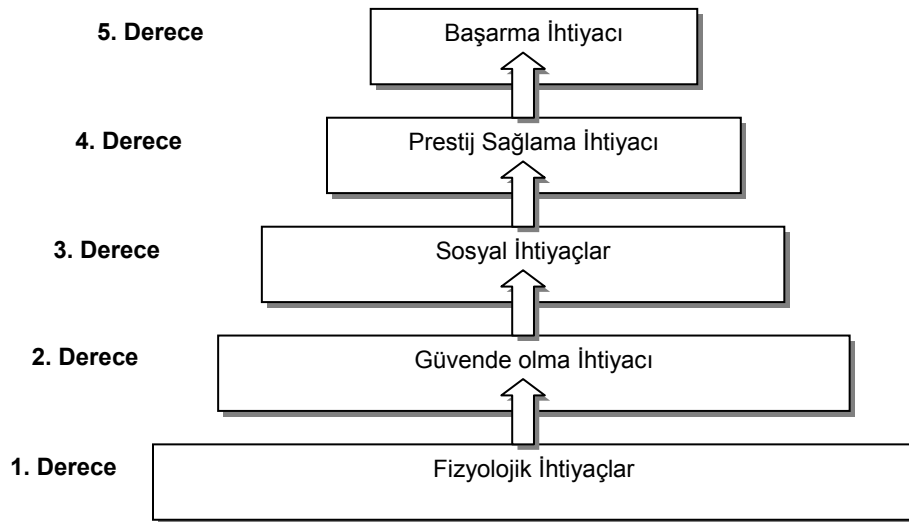 5. Derece Başarma İhtiyacı
4. Derece Prestij Sağlama İhtiyacı
3. Derece Sosyal İhtiyaçlar
2. Derece Güvende olma İhtiyacı
1. Derece Fizyolojik İhtiyaçlar